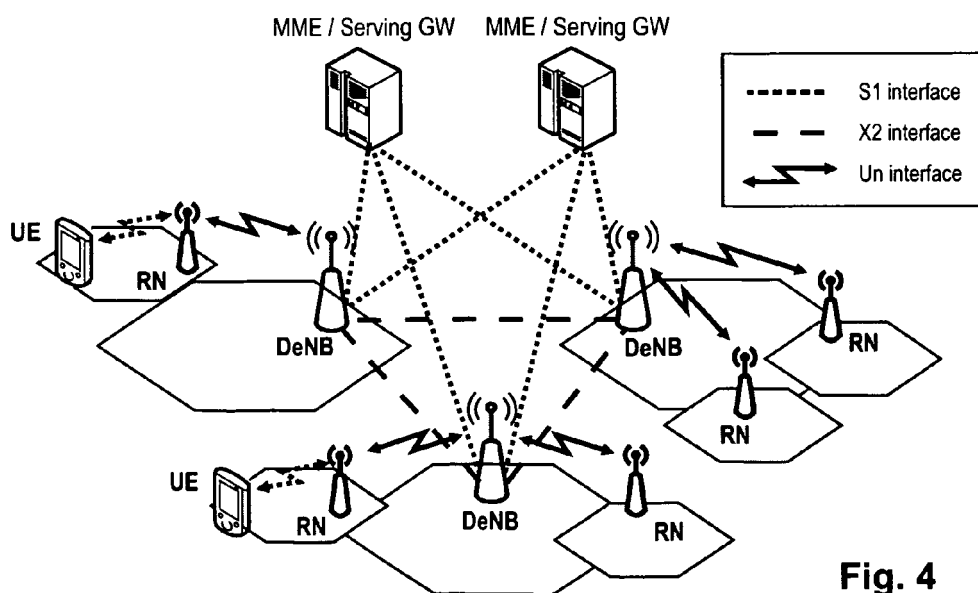 MME / Serving GW
MME / Serving GW
S1 interface
X2 interface
Un interface
UE
RN
DeNB
DeNB
RN
RN
UE
RN
DeNB
RN
Fig. 4